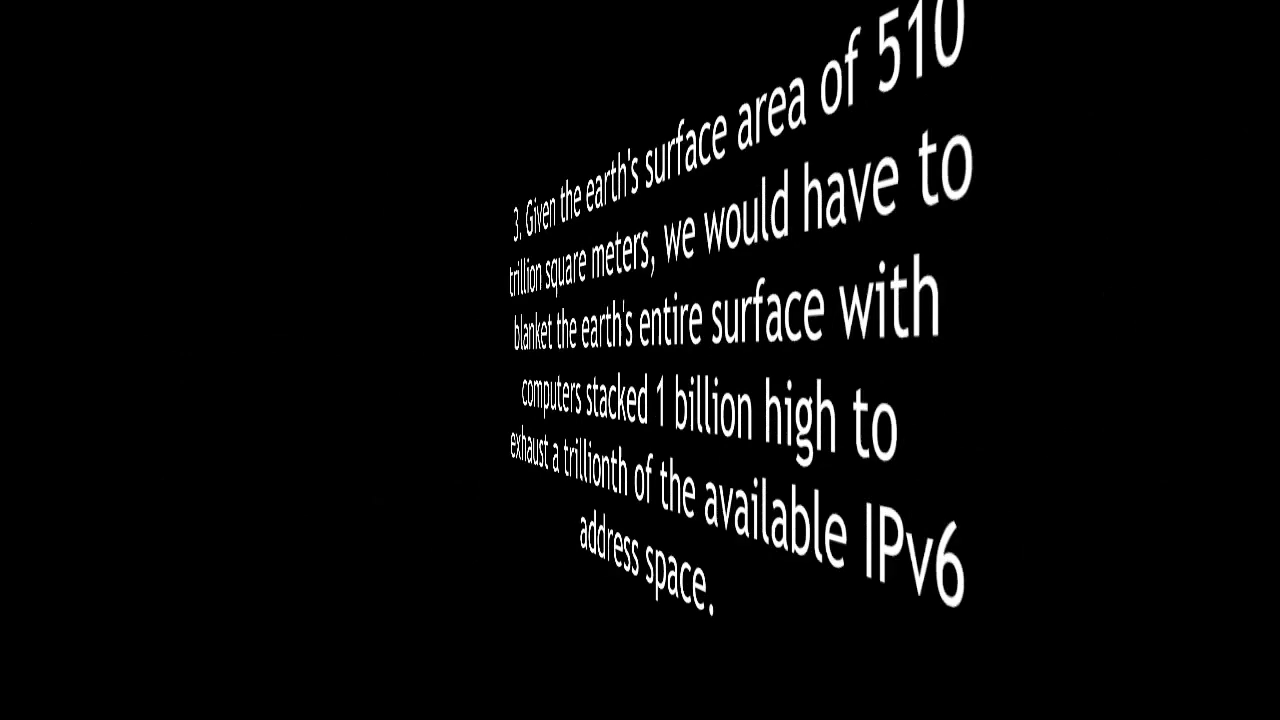 3. Given the earth's surface area of 510
trillion square meters, we would have to
blanket the earth's entire surface with
computers stacked 1 billion high to
exhaust a trillionth of the available IPv6
address space.